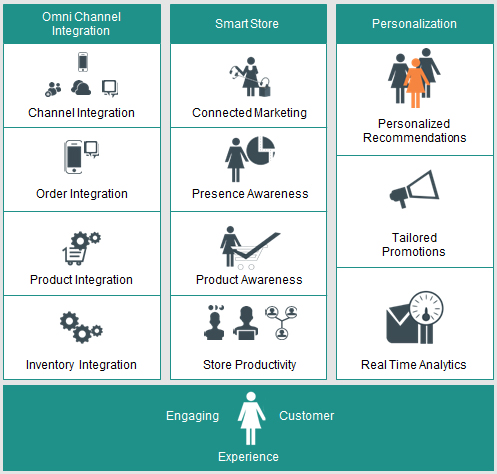 Omni Channel
Integration
Channel Integration
Order Integration
Product Integration
Inventory Integration
Smart Store
Connected Marketing
Presence Awareness
Product Awareness
Store Productivity
Personalization
Personalized
Recommendations
Tailored
Promotions
Real Time Analytics
Engaging Customer
Experience